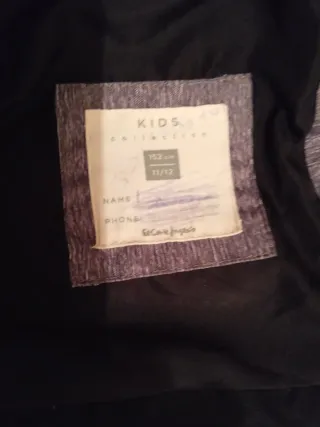 KIDS
collection
152 cm
11/12
NAME
PHONE
El Corte Inglés